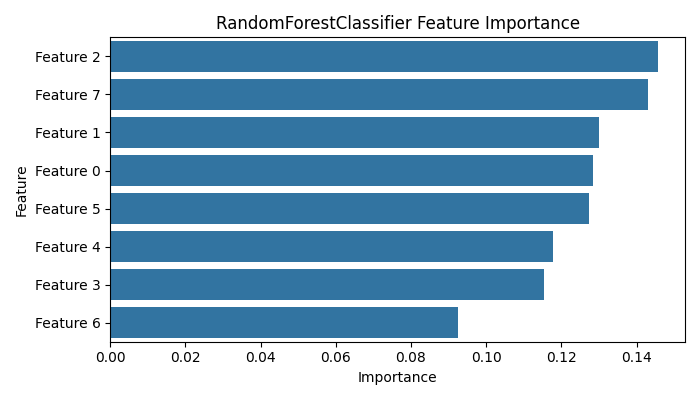 RandomForestClassifier Feature Importance
Feature
Feature 2
Feature 7
Feature 1
Feature 0
Feature 5
Feature 4
Feature 3
Feature 6
0.00 0.02 0.04 0.06 0.08 0.10 0.12 0.14
Importance